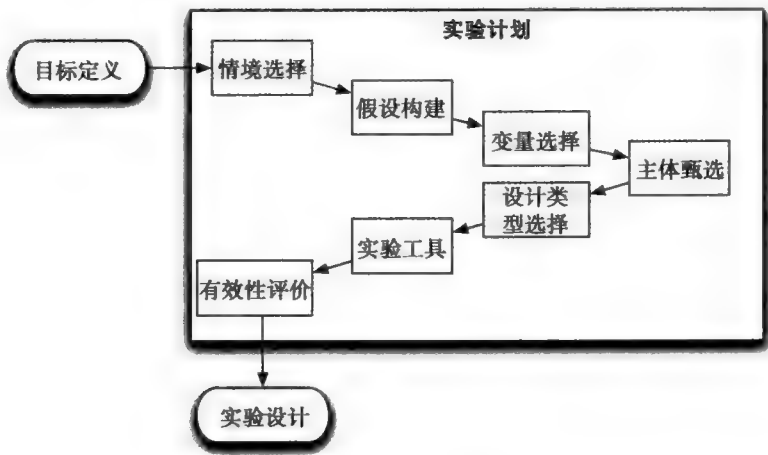 实验计划
目标定义
情境选择
假设构建
变量选择
主体甄选
设计类
型选择
实验工具
有效性评价
实验设计